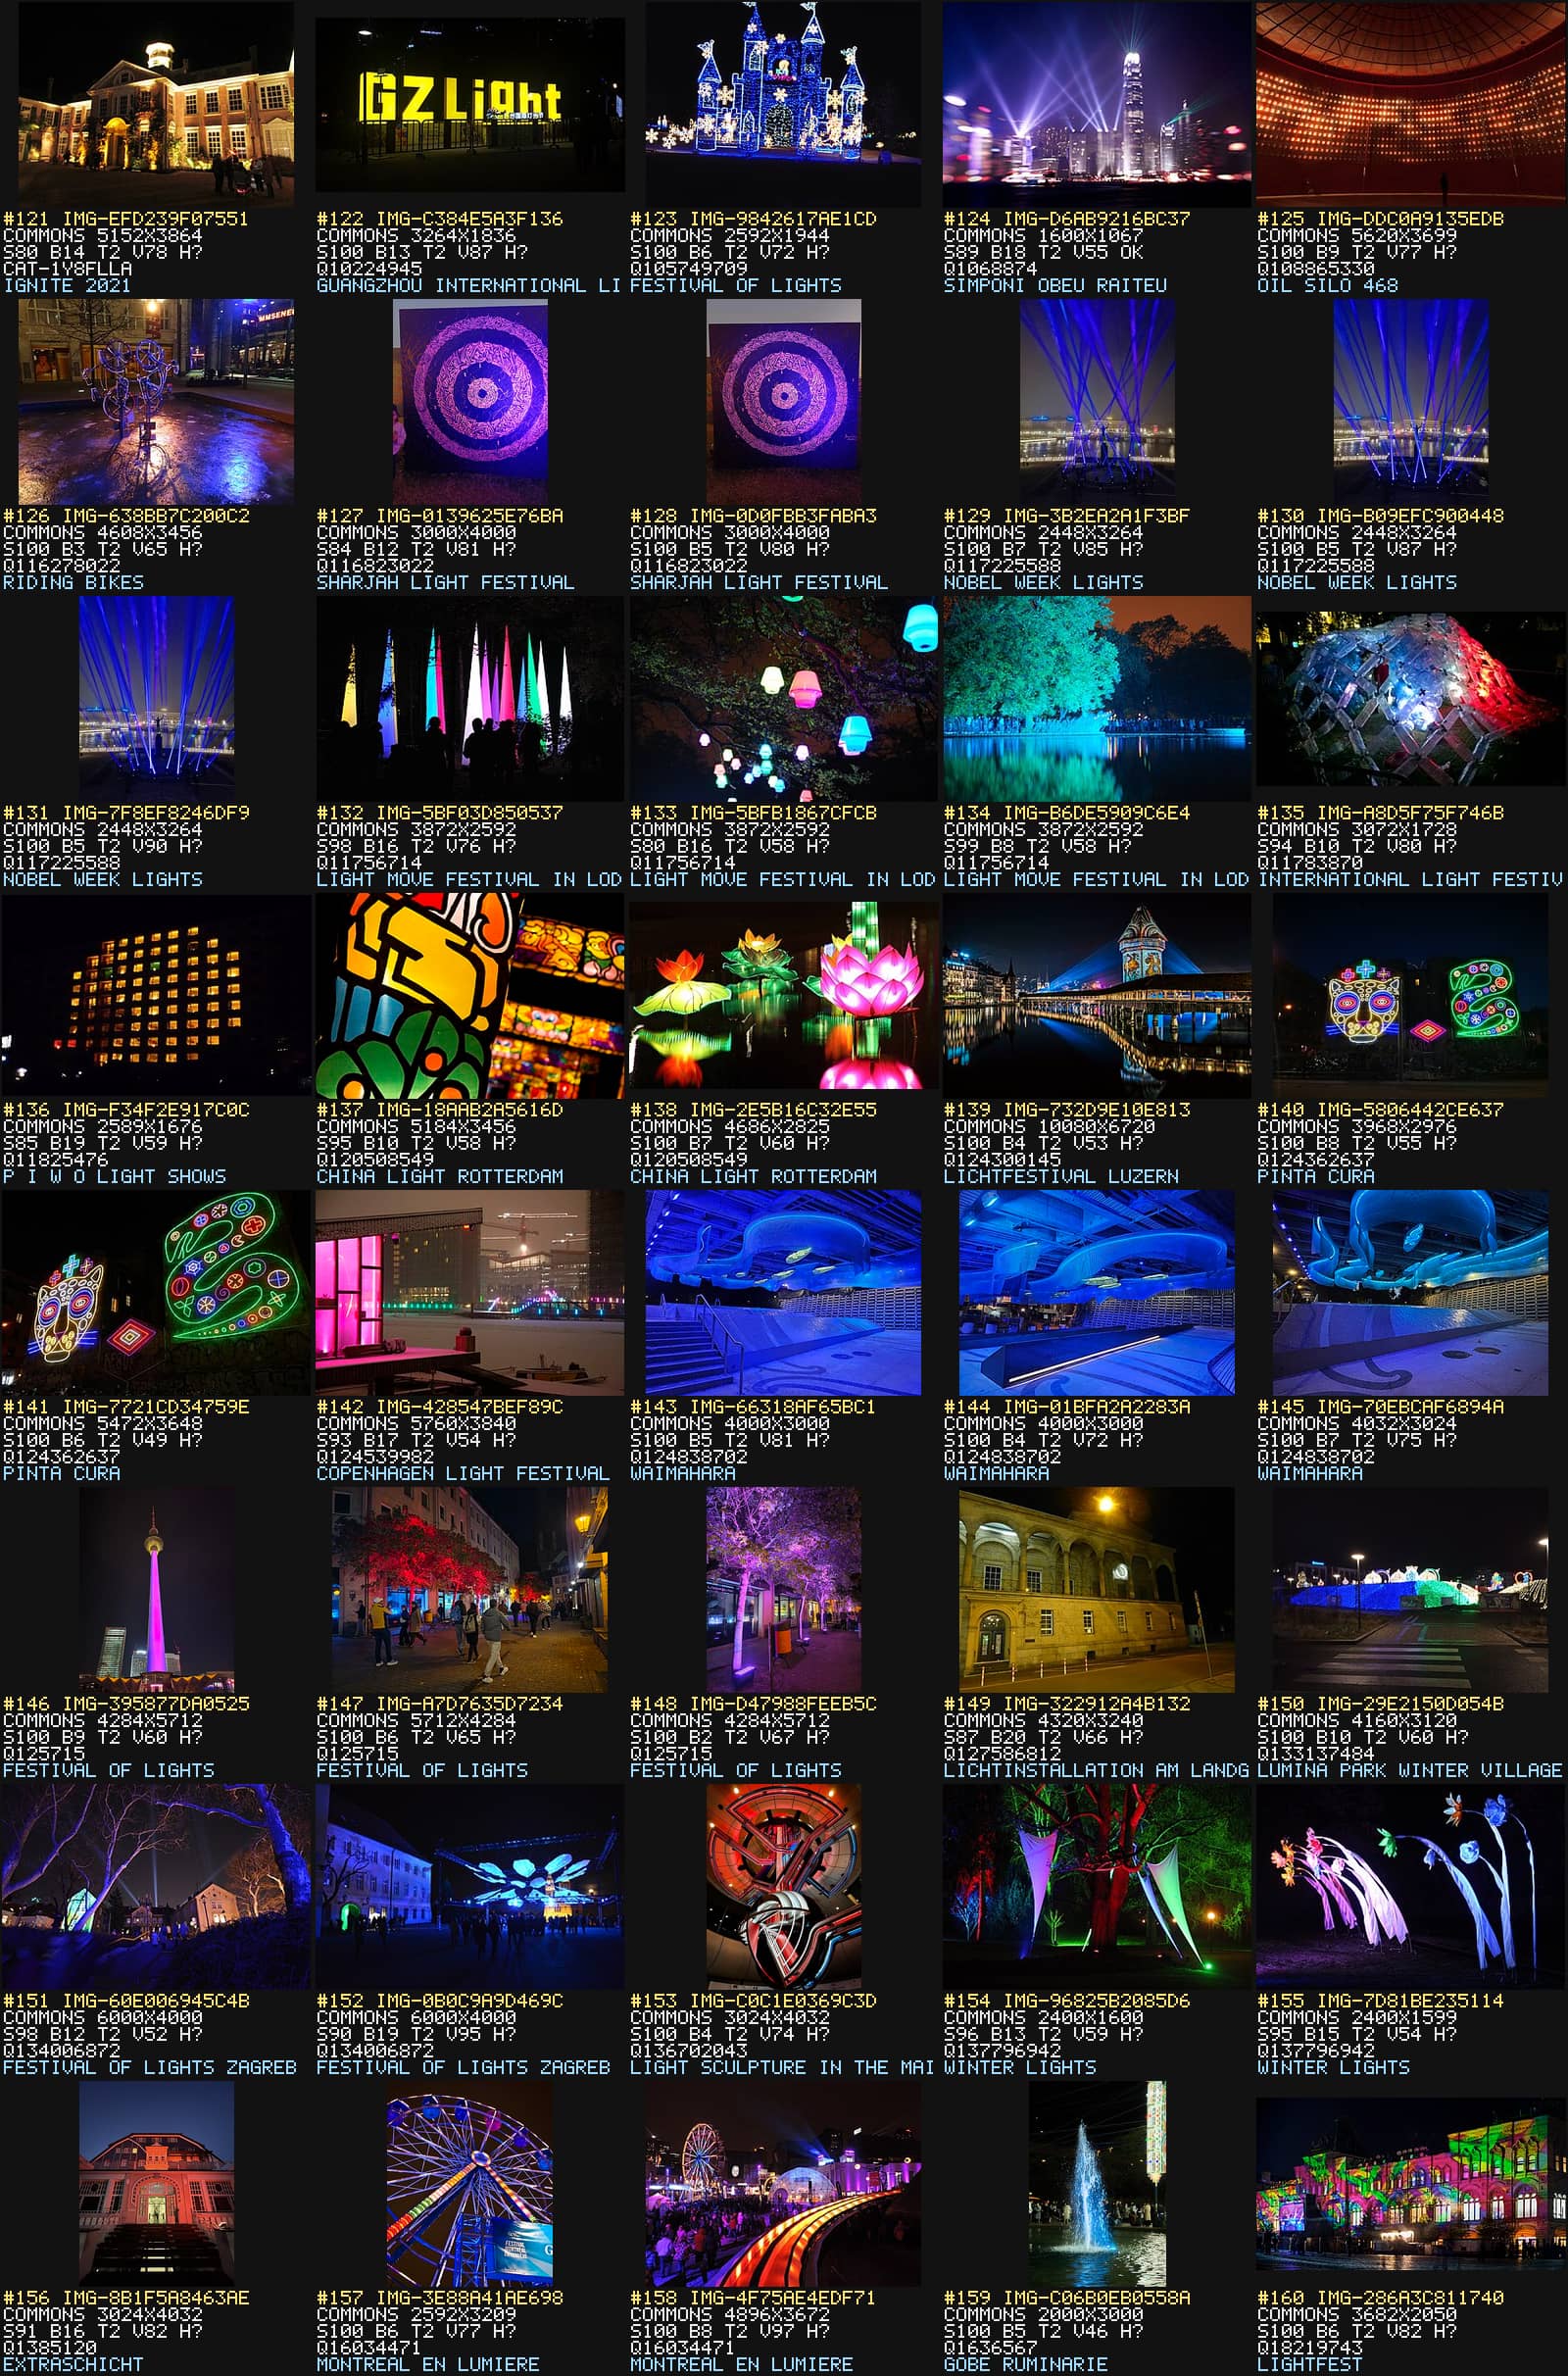 GZ Light
#121 IMG-EFD239F07551
COMMONS 5152X3864
S80 B14 T2 V78 H?
CAT-1Y8FLLA
IGNITE 2021
#122 IMG-C384E5A3F136
COMMONS 3264X1836
S100 B13 T2 V87 H?
Q10224945
GUANGZHOU INTERNATIONAL LI
#123 IMG-9842617AE1CD
COMMONS 2592X1944
S100 B6 T2 V72 H?
Q105749709
FESTIVAL OF LIGHTS
#124 IMG-D6AB9216BC37
COMMONS 1600X1067
S89 B18 T2 V55 OK
Q1068874
SIMPONI OBEU RAITEU
#125 IMG-DDC0A9135EDB
COMMONS 5620X3699
S100 B9 T2 V77 H?
Q108865330
OIL SILO 468
#126 IMG-638BB7C200C2
COMMONS 4608X3456
S100 B3 T2 V65 H?
Q116278022
RIDING BIKES
#127 IMG-0139625E76BA
COMMONS 3000X4000
S84 B12 T2 V81 H?
Q116823022
SHARJAH LIGHT FESTIVAL
#128 IMG-0D0FBB3FABA3
COMMONS 3000X4000
S100 B5 T2 V80 H?
Q116823022
SHARJAH LIGHT FESTIVAL
#129 IMG-3B2EA2A1F3BF
COMMONS 2448X3264
S100 B7 T2 V85 H?
Q117225588
NOBEL WEEK LIGHTS
#130 IMG-B09EFC900448
COMMONS 2448X3264
S100 B5 T2 V87 H?
Q117225588
NOBEL WEEK LIGHTS
#131 IMG-7F8EF8246DF9
COMMONS 2448X3264
S100 B5 T2 V90 H?
Q117225588
NOBEL WEEK LIGHTS
#132 IMG-5BF03D850537
COMMONS 3872X2592
S98 B16 T2 V76 H?
Q11756714
LIGHT MOVE FESTIVAL IN LOD
#133 IMG-5BFB1867CFCB
COMMONS 3872X2592
S80 B16 T2 V58 H?
Q11756714
LIGHT MOVE FESTIVAL IN LOD
#134 IMG-B6DE5909C6E4
COMMONS 3872X2592
S99 B8 T2 V58 H?
Q11756714
LIGHT MOVE FESTIVAL IN LOD
#135 IMG-A8D5F75F746B
COMMONS 3072X1728
S94 B10 T2 V80 H?
Q11783870
INTERNATIONAL LIGHT FESTIV
#136 IMG-F34F2E917C0C
COMMONS 2589X1676
S85 B19 T2 V59 H?
Q11825476
P I W O LIGHT SHOWS
#137 IMG-18AAB2A5616D
COMMONS 5184X3456
S95 B10 T2 V58 H?
Q120508549
CHINA LIGHT ROTTERDAM
#138 IMG-2E5B16C32E55
COMMONS 4686X2825
S100 B7 T2 V60 H?
Q120508549
CHINA LIGHT ROTTERDAM
#139 IMG-732D9E10E813
COMMONS 10080X6720
S100 B4 T2 V53 H?
Q124300145
LICHTFESTIVAL LUZERN
#140 IMG-5806442CE637
COMMONS 3968X2976
S100 B8 T2 V55 H?
Q124362637
PINTA CURA
#141 IMG-7721CD34759E
COMMONS 5472X3648
S100 B6 T2 V49 H?
Q124362637
PINTA CURA
#142 IMG-428547BEF89C
COMMONS 5760X3840
S93 B17 T2 V54 H?
Q124539982
COPENHAGEN LIGHT FESTIVAL
#143 IMG-66318AF65BC1
COMMONS 4000X3000
S100 B5 T2 V81 H?
Q124838702
WAIMAHARA
#144 IMG-01BFA2A2283A
COMMONS 4000X3000
S100 B4 T2 V72 H?
Q124838702
WAIMAHARA
#145 IMG-70EBCAF6894A
COMMONS 4032X3024
S100 B7 T2 V75 H?
Q124838702
WAIMAHARA
#146 IMG-395877DA0525
COMMONS 4284X5712
S100 B9 T2 V60 H?
Q125715
FESTIVAL OF LIGHTS
#147 IMG-A7D7635D7234
COMMONS 5712X4284
S100 B6 T2 V65 H?
Q125715
FESTIVAL OF LIGHTS
#148 IMG-D47988FEEB5C
COMMONS 4284X5712
S100 B2 T2 V67 H?
Q125715
FESTIVAL OF LIGHTS
#149 IMG-322912A4B132
COMMONS 4320X3240
S87 B20 T2 V66 H?
Q127586812
LICHTINSTALLATION AM LANDG
#150 IMG-29E2150D054B
COMMONS 4160X3120
S100 B10 T2 V60 H?
Q133137484
LUMINA PARK WINTER VILLAGE
#151 IMG-60E006945C4B
COMMONS 6000X4000
S98 B12 T2 V52 H?
Q134006872
FESTIVAL OF LIGHTS ZAGREB
#152 IMG-0B0C9A9D469C
COMMONS 6000X4000
S90 B19 T2 V95 H?
Q134006872
FESTIVAL OF LIGHTS ZAGREB
#153 IMG-C0C1E0369C3D
COMMONS 3024X4032
S100 B4 T2 V74 H?
Q136702043
LIGHT SCULPTURE IN THE MAI
#154 IMG-96825B2085D6
COMMONS 2400X1600
S96 B13 T2 V59 H?
Q137796942
WINTER LIGHTS
#155 IMG-7D81BE235114
COMMONS 2400X1599
S95 B15 T2 V54 H?
Q137796942
WINTER LIGHTS
#156 IMG-8B1F5A8463AE
COMMONS 3024X4032
S91 B16 T2 V82 H?
Q1385120
EXTRASCHICHT
#157 IMG-3E88A41AE698
COMMONS 2592X3209
S100 B6 T2 V77 H?
Q16034471
MONTREAL EN LUMIERE
#158 IMG-4F75AE4EDF71
COMMONS 4896X3672
S100 B8 T2 V97 H?
Q16034471
MONTREAL EN LUMIERE
#159 IMG-C06B0EB0558A
COMMONS 2000X3000
S100 B5 T2 V46 H?
Q1636567
GOBE RUMINARIE
#160 IMG-286A3C811740
COMMONS 3682X2050
S100 B6 T2 V82 H?
Q18219743
LIGHTFEST